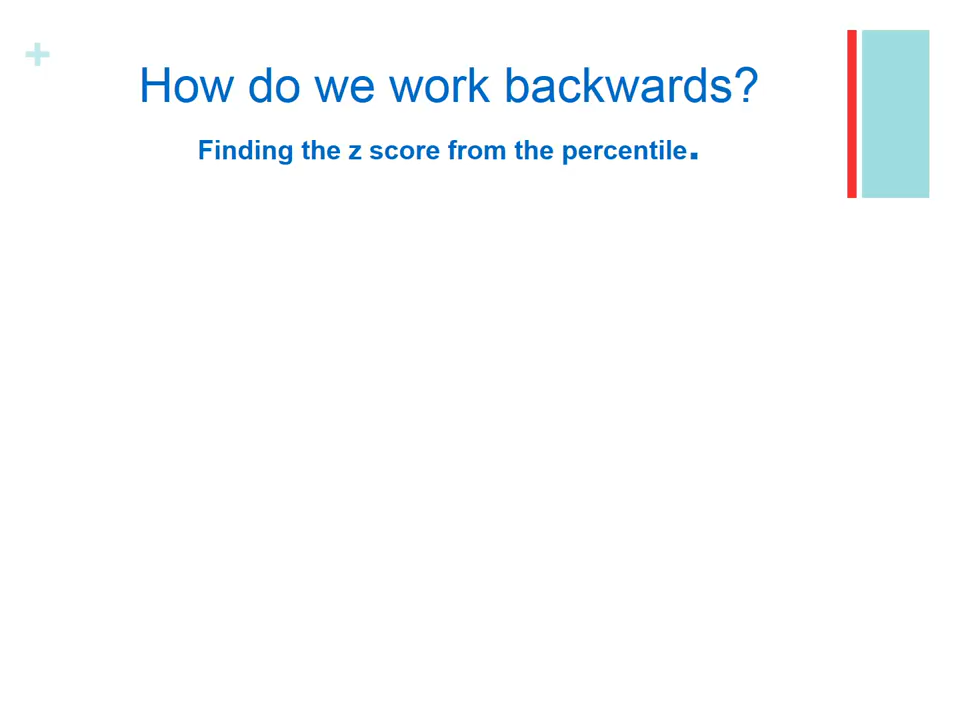 +
How do we work backwards?
Finding the z score from the percentile.